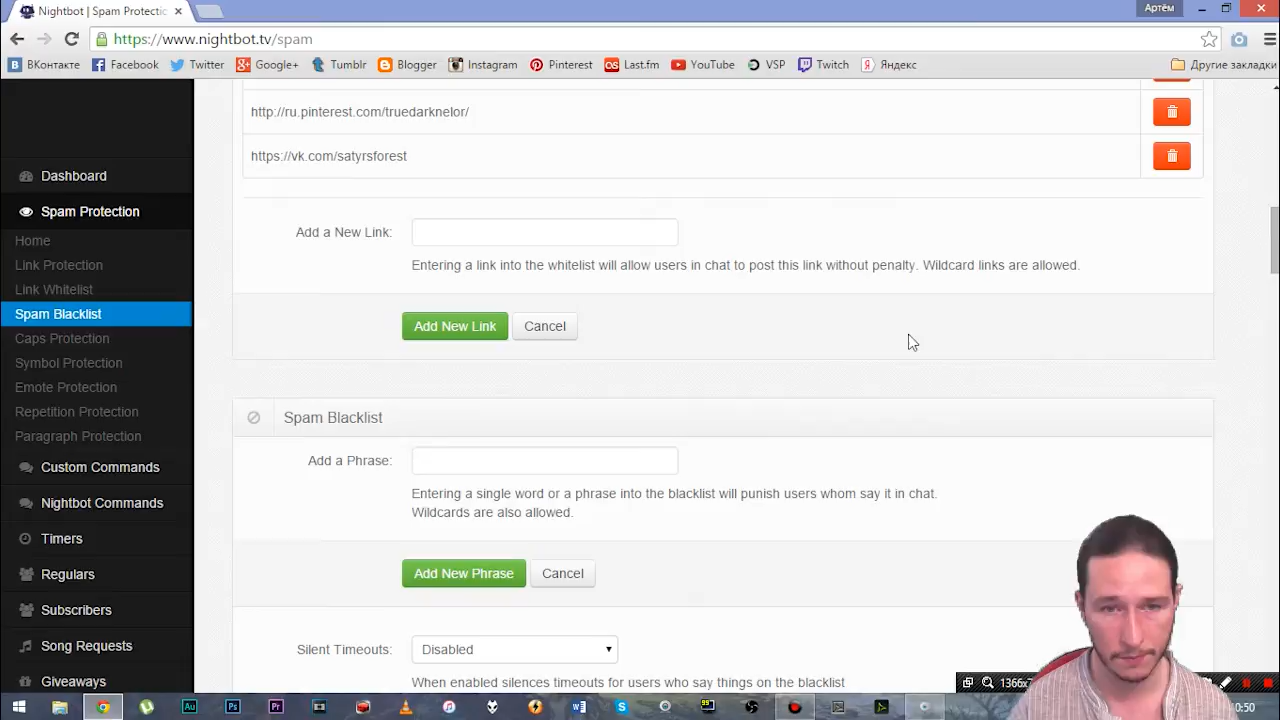 Nightbot | Spam Protectio
Артём
https://www.nightbot.tv/spam
ВКонтакте
Facebook
Twitter
Google+
Tumblr
Blogger
Instagram
Pinterest
Last.fm
YouTube
VSP
Twitch
Яндекс
Другие закладки
http://ru.pinterest.com/truedarknelor/
https://vk.com/satyrsforest
Dashboard
Spam Protection
Home
Link Protection
Link Whitelist
Spam Blacklist
Caps Protection
Symbol Protection
Emote Protection
Repetition Protection
Paragraph Protection
Custom Commands
Nightbot Commands
Timers
Regulars
Subscribers
Song Requests
Giveaways
Add a New Link:
Entering a link into the whitelist will allow users in chat to post this link without penalty. Wildcard links are allowed.
Add New Link
Cancel
Spam Blacklist
Add a Phrase:
Entering a single word or a phrase into the blacklist will punish users whom say it in chat.
Wildcards are also allowed.
Add New Phrase
Cancel
Silent Timeouts:
Disabled
When enabled silences timeouts for users who say things on the blacklist